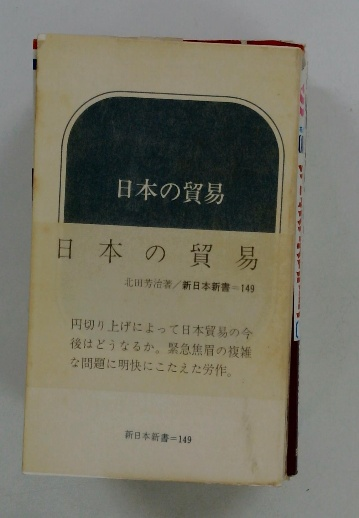 日本の貿易
日本の貿易
北田芳治著／新日本新書＝149
円切り上げによって日本貿易の今
後はどうなるか。緊急焦眉の複雑
な問題に明快にこたえた労作。
新日本新書＝149